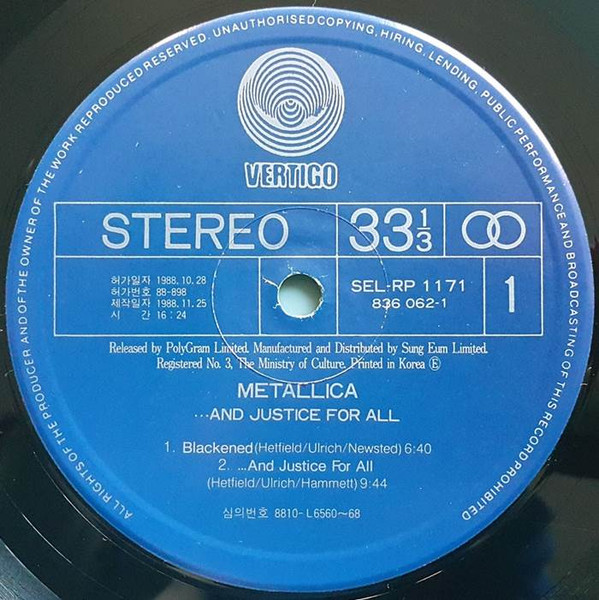 ALL RIGHTS OF THE PRODUCER AND OF THE OWNER OF THE WORK REPRODUCED RESERVED. UNAUTHORISED COPYING, HIRING, LENDING, PUBLIC PERFORMANCE AND BROADCASTING OF THIS RECORD PROHIBITED
VERTIGO
STEREO 33 1/3
허가일자 1988.10.28
허가번호 88-898
제작일자 1988.11.25
시 간 16:24
SEL-RP 1171
836 062-1
1
Released by PolyGram Limited. Manufactured and Distributed by Sung Eum Limited.
Registered No. 3, The Ministry of Culture. Printed in Korea Ⓔ
METALLICA
...AND JUSTICE FOR ALL
1. Blackened (Hetfield/Ulrich/Newsted) 6:40
2. ...And Justice For All
(Hetfield/Ulrich/Hammett) 9:44
심의번호 8810-L6560~68